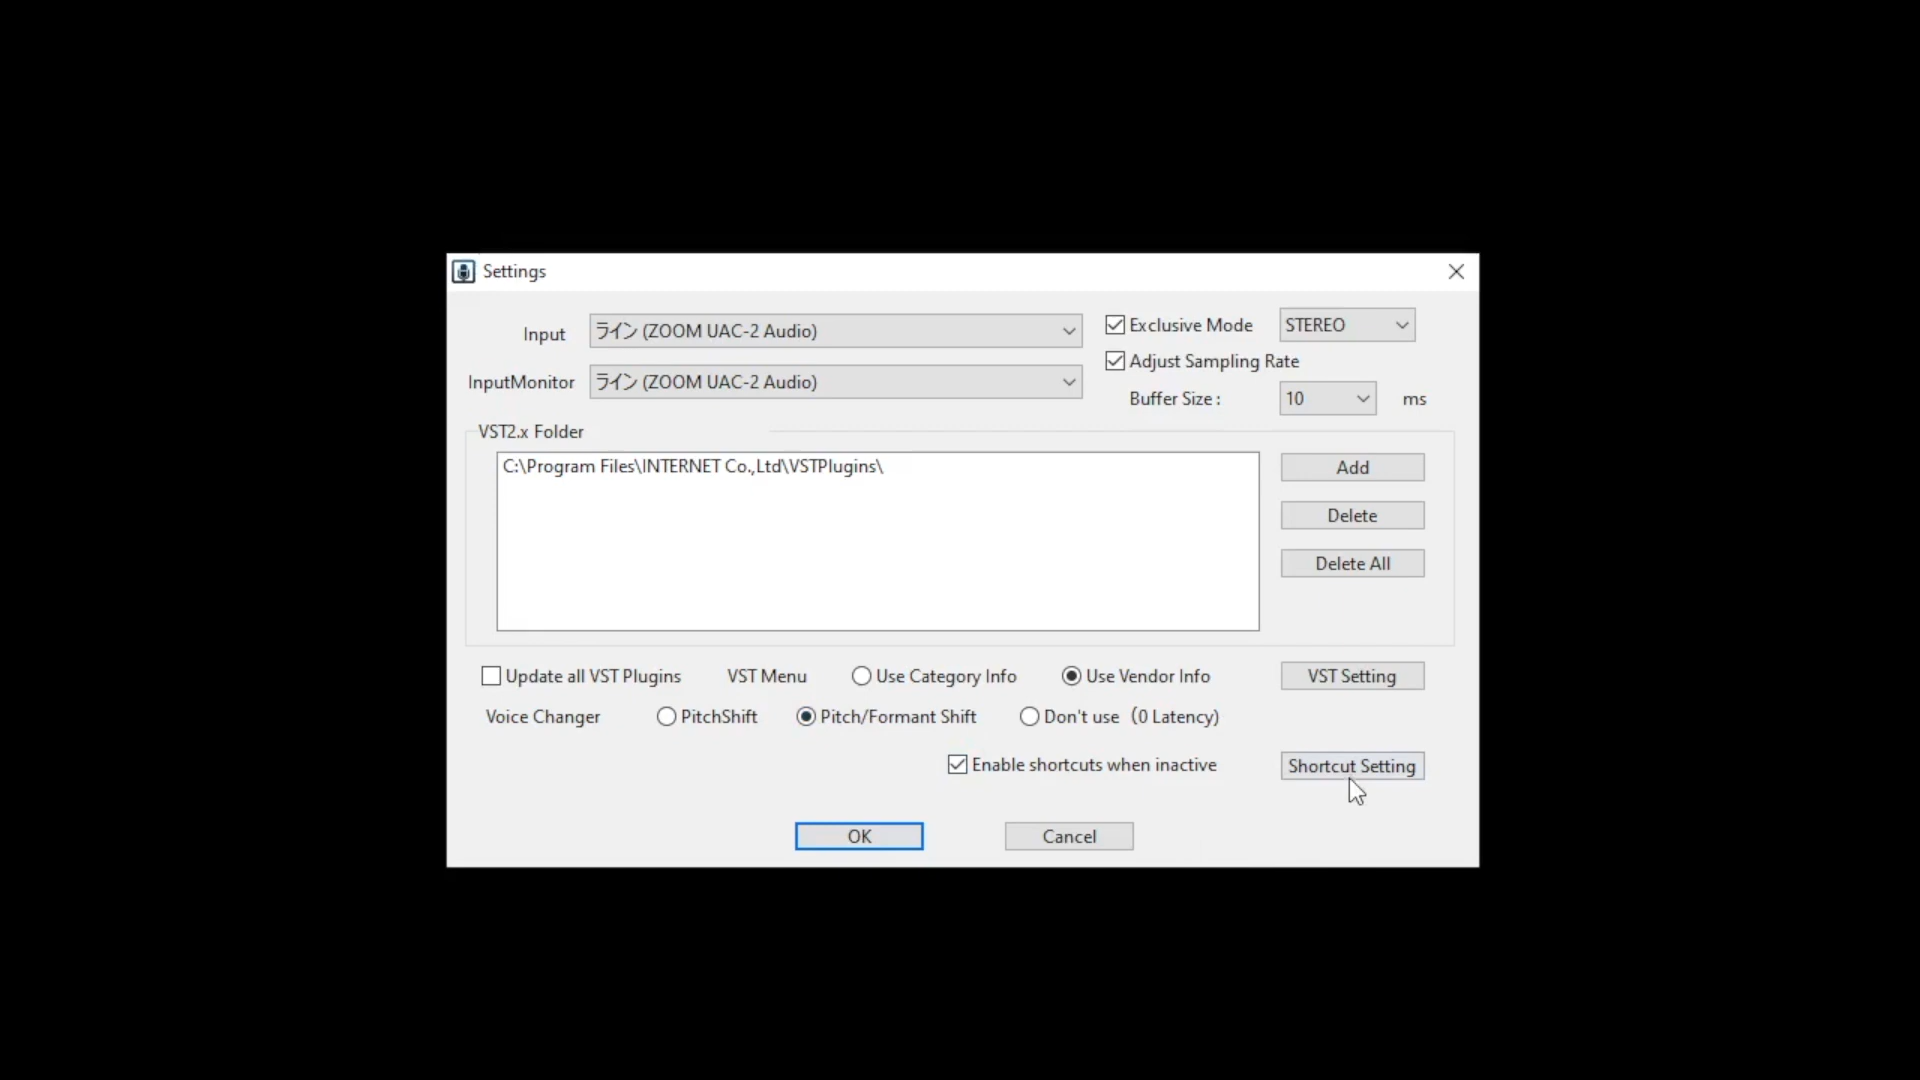 Settings
Input
ライン (ZOOM UAC-2 Audio)
Exclusive Mode
STEREO
Adjust Sampling Rate
InputMonitor
ライン (ZOOM UAC-2 Audio)
Buffer Size :
10
ms
VST2.x Folder
C:\Program Files\INTERNET Co.,Ltd\VSTPlugins\
Add
Delete
Delete All
Update all VST Plugins
VST Menu
Use Category Info
Use Vendor Info
VST Setting
Voice Changer
PitchShift
Pitch/Formant Shift
Don't use (0 Latency)
Enable shortcuts when inactive
Shortcut Setting
OK
Cancel